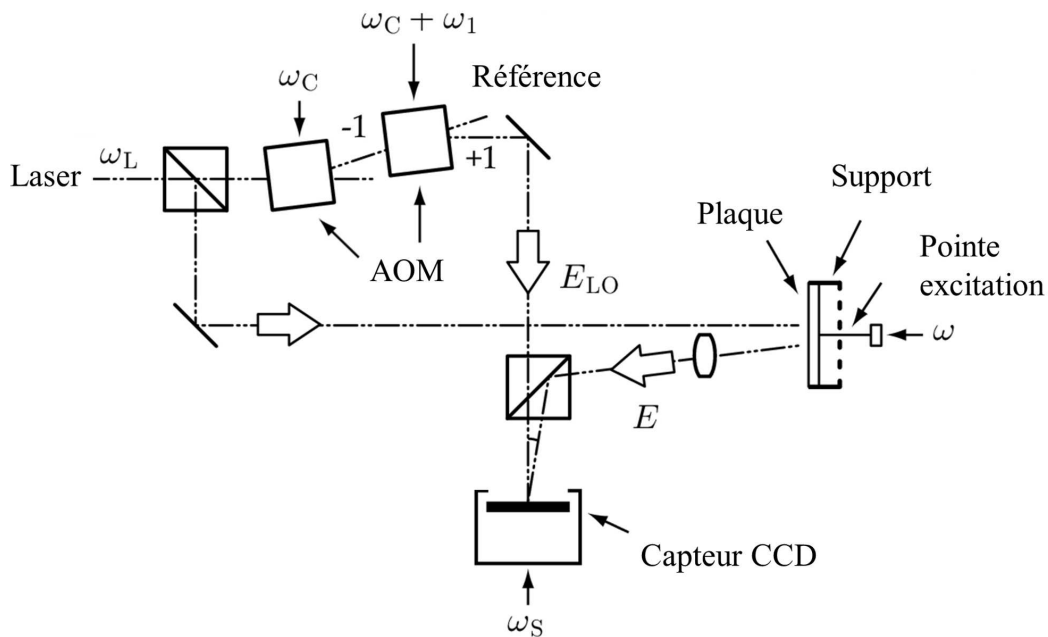 ω_C + ω_1
ω_C
Référence
-1
+1
ω_L
Laser
AOM
E_LO
Support
Plaque
Pointe
excitation
ω
E
Capteur CCD
ω_S